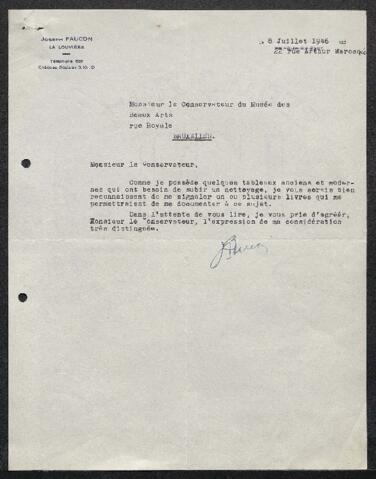 Joseph FAUCON
LA LOUVIÈRE
Téléphone 629
8 Juillet 1946
22 rue Arthur Warocqué
Monsieur le Conservateur du Musée des
Beaux Arts
rue Royale
BRUXELLES.
Monsieur le Conservateur,
Comme je possède quelques tableaux anciens et moder-
nes qui ont besoin de subir un nettoyage, je vous serais bien
reconnaissant de me signaler un ou plusieurs livres qui me
permettraient de me documenter à ce sujet.
Dans l'attente de vous lire, je vous prie d'agréér,
Monsieur le Conservateur, l'expression de ma considération
très distinguée.